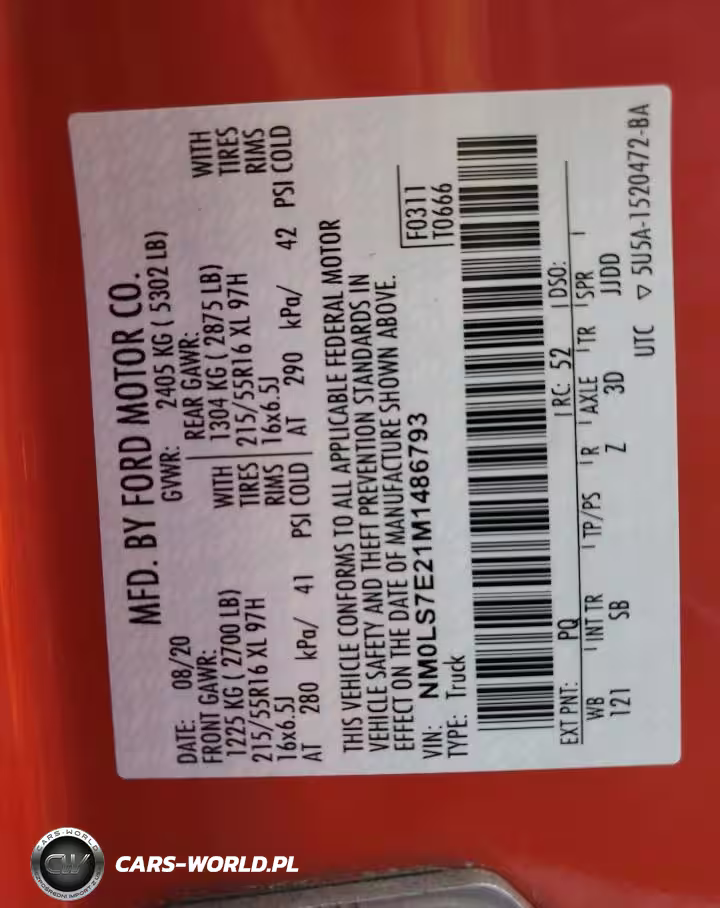 MFD. BY FORD MOTOR CO.
DATE: 08/20 GVWR: 2405 KG ( 5302 LB)
FRONT GAWR: REAR GAWR:
1225 KG ( 2700 LB) WITH 1304 KG ( 2875 LB) WITH
215/55R16 XL 97H TIRES 215/55R16 XL 97H TIRES
16x6.5J RIMS 16x6.5J RIMS
AT 280 kPa/ 41 PSI COLD AT 290 kPa/ 42 PSI COLD
THIS VEHICLE CONFORMS TO ALL APPLICABLE FEDERAL MOTOR
VEHICLE SAFETY AND THEFT PREVENTION STANDARDS IN
EFFECT ON THE DATE OF MANUFACTURE SHOWN ABOVE.
VIN: NM0LS7E21M1486793 F0311
TYPE: Truck T0666
EXT PNT: PQ RC: 52 DSO:
WB INT TR TP/PS R AXLE TR SPR
121 SB Z 3D JJDD
UTC ▽ 5U5A-1520472-BA
CARS-WORLD
CW
CARS-WORLD.PL